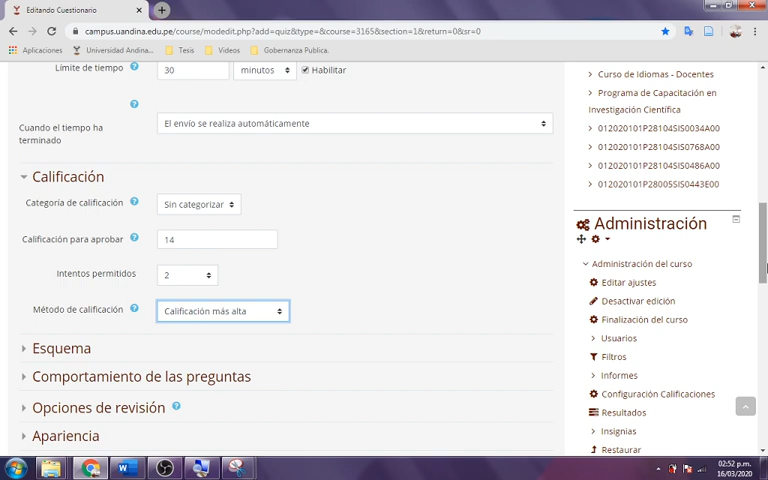 Editando Cuestionario
campus.uandina.edu.pe/course/modedit.php?add=quiz&type=&course=3165&section=1&return=0&sr=0
Aplicaciones
Universidad Andina...
Tesis
Videos
Gobernanza Publica.
Límite de tiempo
30
minutos
Habilitar
Cuando el tiempo ha
terminado
El envío se realiza automáticamente
Calificación
Categoría de calificación
Sin categorizar
Calificación para aprobar
14
Intentos permitidos
2
Método de calificación
Calificación más alta
Esquema
Comportamiento de las preguntas
Opciones de revisión
Apariencia
Curso de Idiomas - Docentes
Programa de Capacitación en
Investigación Científica
012020101P28104SIS0034A00
012020101P28104SIS0768A00
012020101P28104SIS0486A00
012020101P28005SIS0443E00
Administración
Administración del curso
Editar ajustes
Desactivar edición
Finalización del curso
Usuarios
Filtros
Informes
Configuración Calificaciones
Resultados
Insignias
Restaurar
02:52 p.m.
16/03/2020